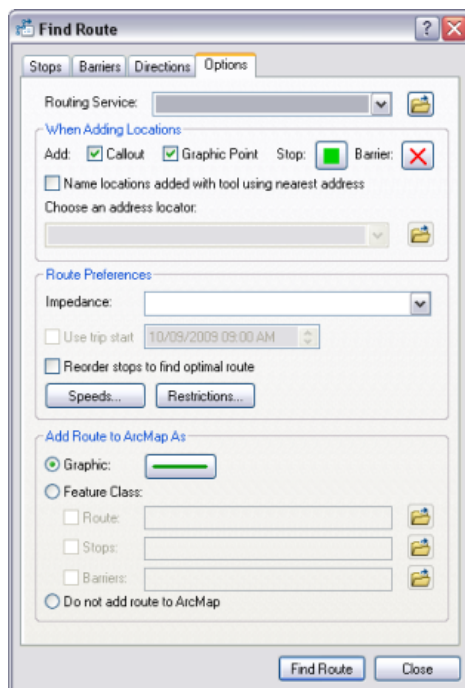 Find Route
Stops Barriers Directions Options
Routing Service:
When Adding Locations
Add: Callout Graphic Point Stop: Barrier:
Name locations added with tool using nearest address
Choose an address locator:
Route Preferences
Impedance:
Use trip start 10/09/2009 09:00 AM
Reorder stops to find optimal route
Speeds... Restrictions...
Add Route to ArcMap As
Graphic:
Feature Class:
Route:
Stops:
Barriers:
Do not add route to ArcMap
Find Route Close